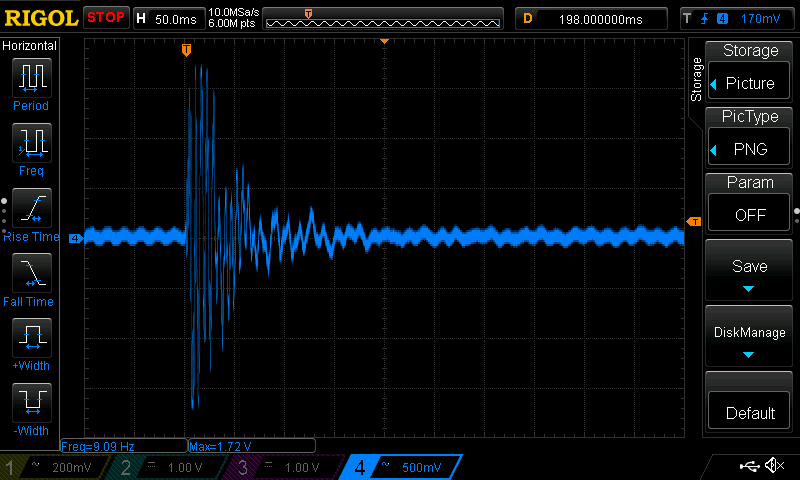 RIGOL STOP H 50.0ms 10.0MSa/s 6.00M pts T D 198.000000ms T 4 170mV
Horizontal
Period
Freq
Rise Time
Fall Time
+Width
-Width
T
4
T
Freq=9.09 Hz Max=1.72 V
1 ~ 200mV 2 1.00 V 3 1.00 V 4 ~ 500mV
Storage
Storage
Picture
PicType
PNG
Param
OFF
Save
DiskManage
Default